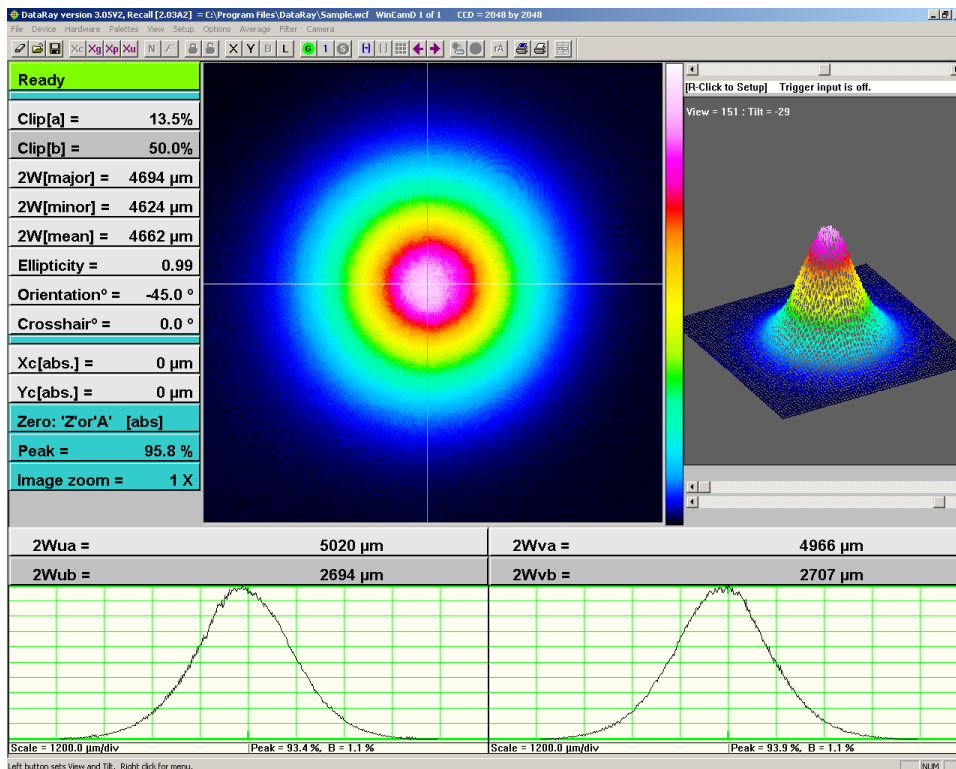 DataRay version 3.05V2, Recall [2.03A2] = C:\Program Files\DataRay\Sample.wcf WinCamD 1 of 1 CCD = 2048 by 2048
File Device Hardware Palettes View Setup Options Average Filter Camera
Xc Xg Xp Xu N F X Y B L G 1 S rA
Ready
[R-Click to Setup] Trigger input is off.
View = 151 : Tilt = -29
Clip[a] = 13.5%
Clip[b] = 50.0%
2W[major] = 4694 µm
2W[minor] = 4624 µm
2W[mean] = 4662 µm
Ellipticity = 0.99
Orientation° = -45.0 °
Crosshair° = 0.0 °
Xc[abs.] = 0 µm
Yc[abs.] = 0 µm
Zero: 'Z'or'A' [abs]
Peak = 95.8 %
Image zoom = 1 X
2Wua = 5020 µm
2Wva = 4966 µm
2Wub = 2694 µm
2Wvb = 2707 µm
Scale = 1200.0 µm/div Peak = 93.4 %, B = 1.1 %
Scale = 1200.0 µm/div Peak = 93.9 %, B = 1.1 %
Left button sets View and Tilt. Right click for menu. NUM